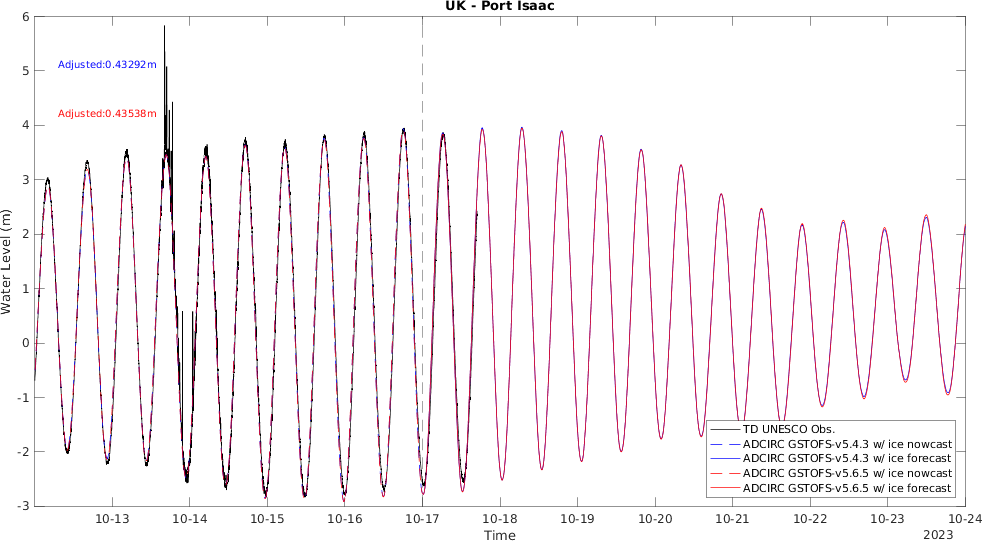 UK - Port Isaac
6
5
4
3
2
1
0
-1
-2
-3
Water Level (m)
Adjusted:0.43292m
Adjusted:0.43538m
TD UNESCO Obs.
ADCIRC GSTOFS-v5.4.3 w/ ice nowcast
ADCIRC GSTOFS-v5.4.3 w/ ice forecast
ADCIRC GSTOFS-v5.6.5 w/ ice nowcast
ADCIRC GSTOFS-v5.6.5 w/ ice forecast
10-13 10-14 10-15 10-16 10-17 10-18 10-19 10-20 10-21 10-22 10-23 10-24
Time
2023